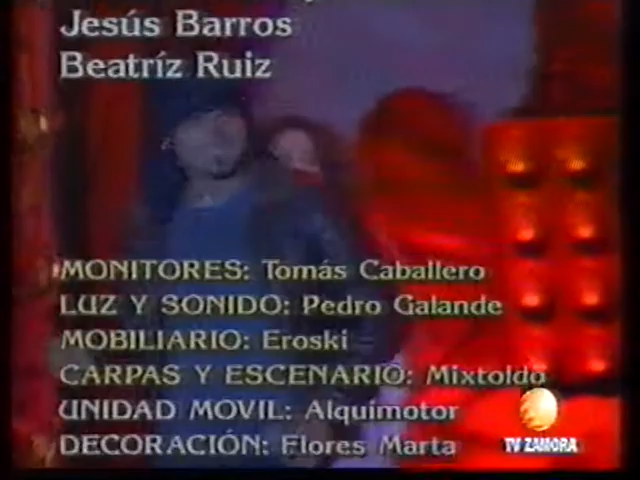 Jesús Barros
Beatríz Ruiz
MONITORES: Tomás Caballero
LUZ Y SONIDO: Pedro Galande
MOBILIARIO: Eroski
CARPAS Y ESCENARIO: Mixtoldo
UNIDAD MOVIL: Alquimotor
DECORACIÓN: Flores Marta
TV ZAMORA